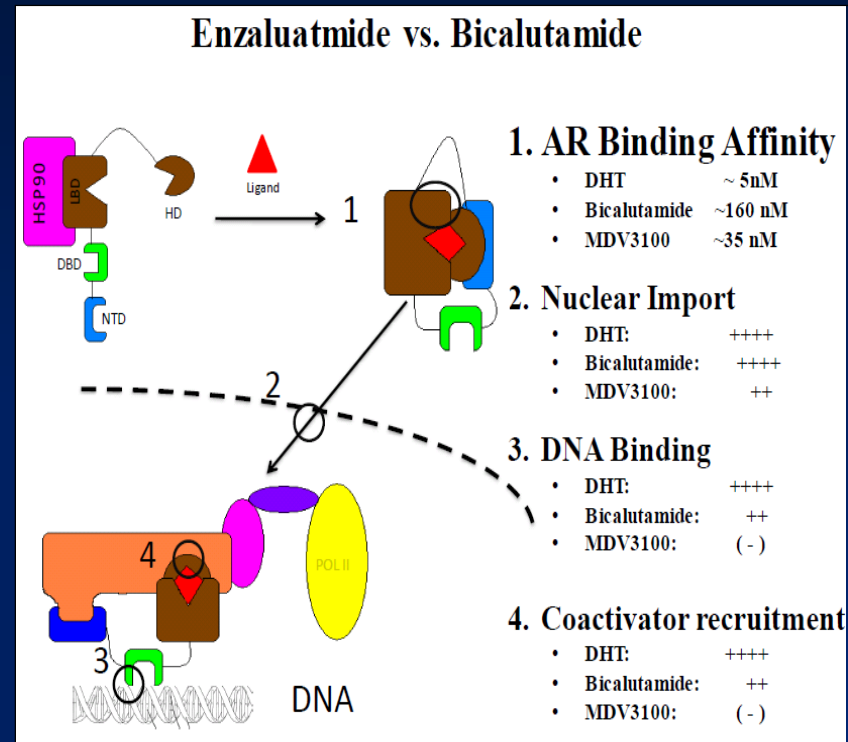 Enzaluatmide vs. Bicalutamide
HSP90
LBD
HD
DBD
NTD
Ligand
1
2
3
4
POL II
DNA
1. AR Binding Affinity
• DHT ~ 5nM
• Bicalutamide ~160 nM
• MDV3100 ~35 nM
2. Nuclear Import
• DHT: ++++
• Bicalutamide: ++++
• MDV3100: ++
3. DNA Binding
• DHT: ++++
• Bicalutamide: ++
• MDV3100: ( - )
4. Coactivator recruitment
• DHT: ++++
• Bicalutamide: ++
• MDV3100: ( - )